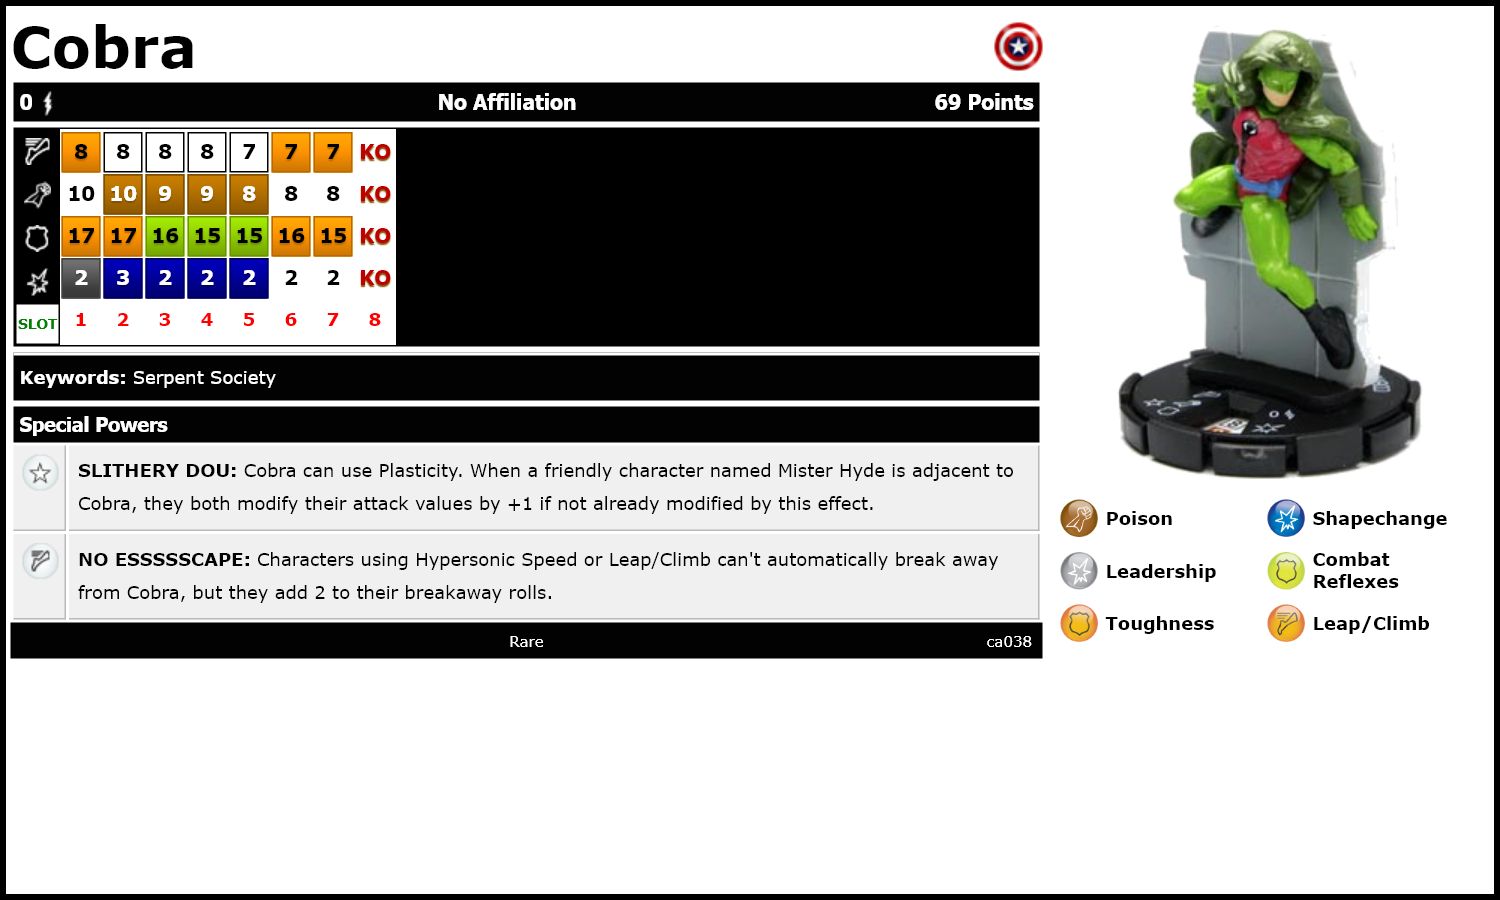 Cobra
0 No Affiliation 69 Points
8 8 8 8 7 7 7 KO
10 10 9 9 8 8 8 KO
17 17 16 15 15 16 15 KO
2 3 2 2 2 2 2 KO
SLOT 1 2 3 4 5 6 7 8
Keywords: Serpent Society
Special Powers
SLITHERY DOU: Cobra can use Plasticity. When a friendly character named Mister Hyde is adjacent to
Cobra, they both modify their attack values by +1 if not already modified by this effect.
NO ESSSSSCAPE: Characters using Hypersonic Speed or Leap/Climb can't automatically break away
from Cobra, but they add 2 to their breakaway rolls.
Rare ca038
Poison Shapechange
Leadership Combat
Reflexes
Toughness Leap/Climb